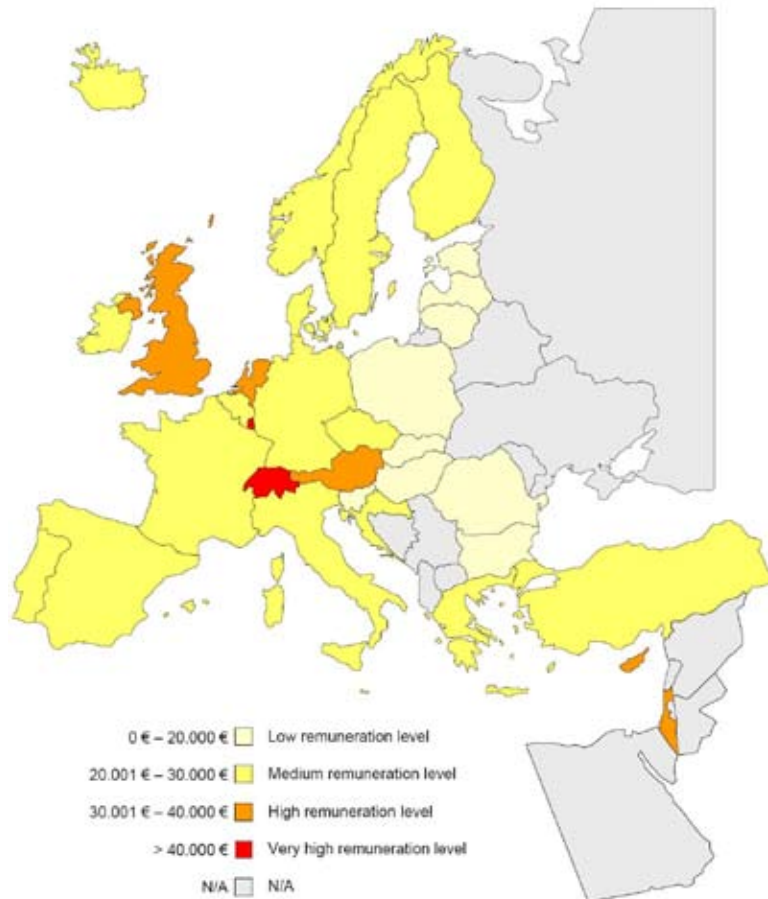 0 € – 20.000 € Low remuneration level
20.001 € – 30.000 € Medium remuneration level
30.001 € – 40.000 € High remuneration level
> 40.000 € Very high remuneration level
N/A N/A